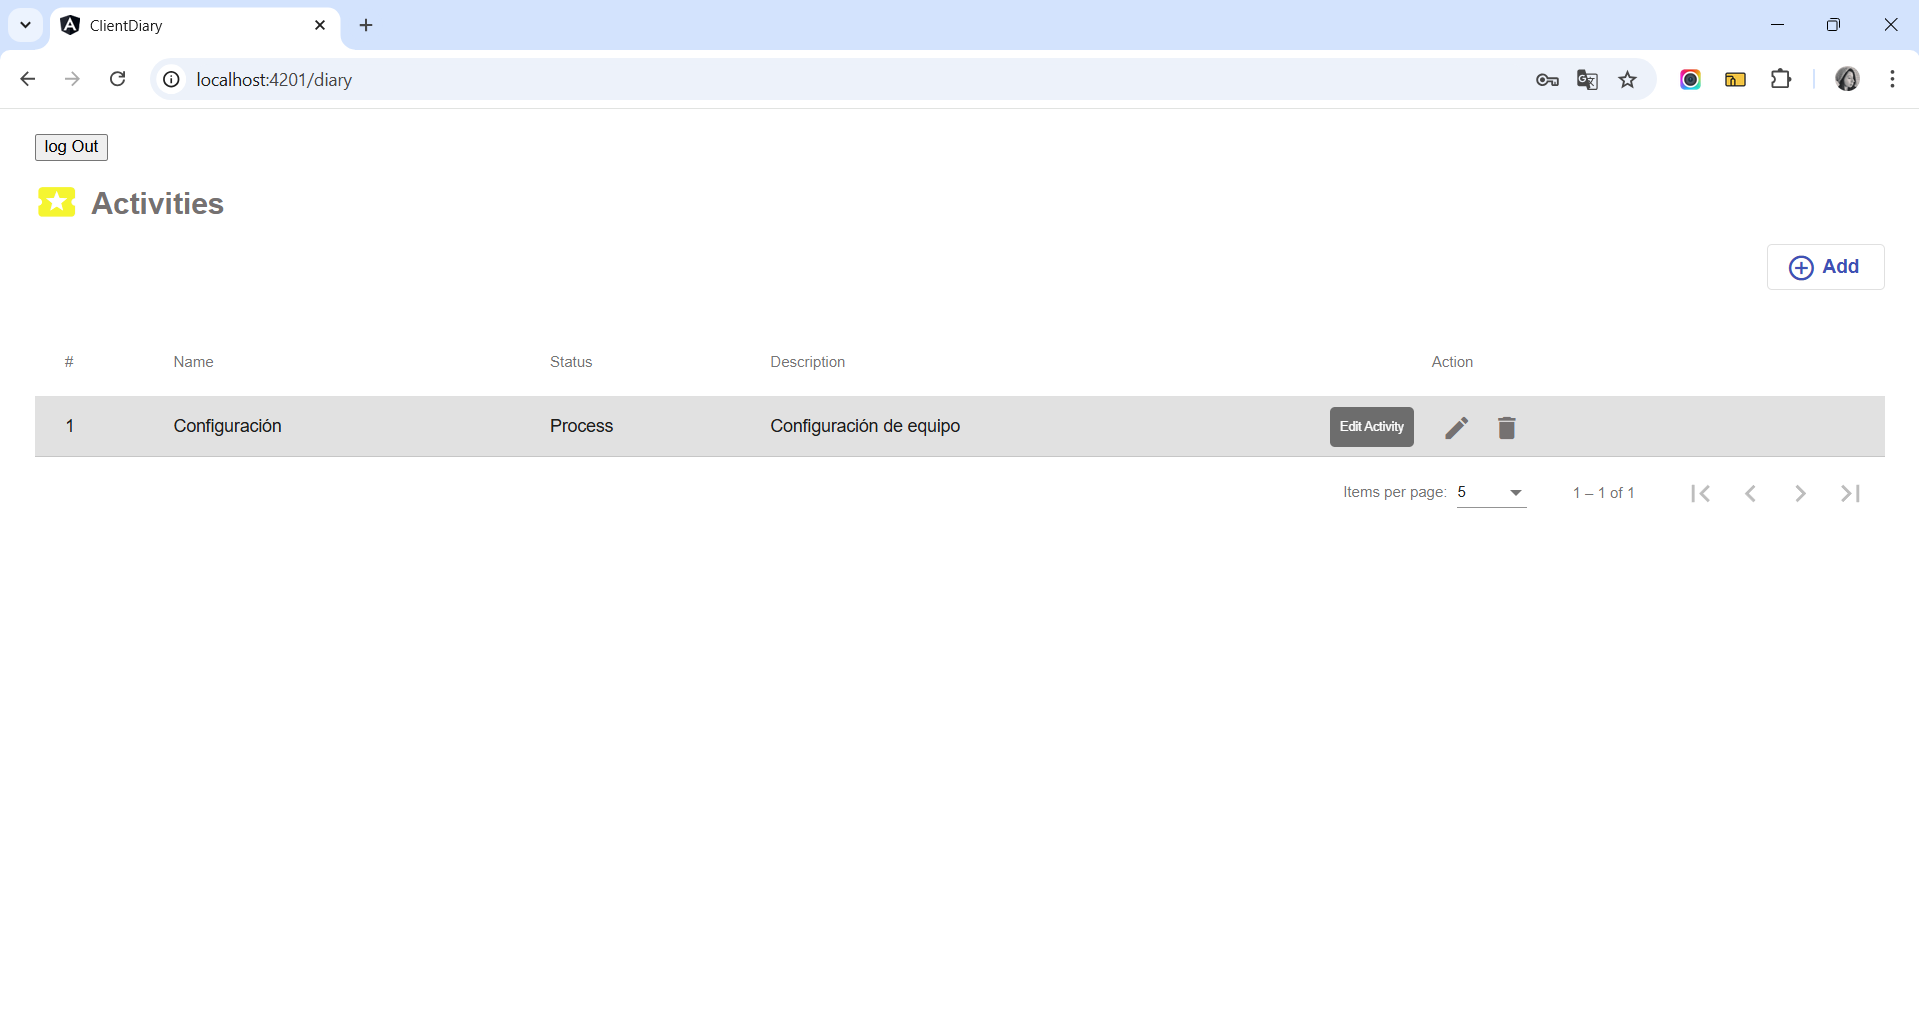 ClientDiary
localhost:4201/diary
log Out
Activities
Add
# Name Status Description Action
1 Configuración Process Configuración de equipo Edit Activity
Items per page: 5 1 – 1 of 1